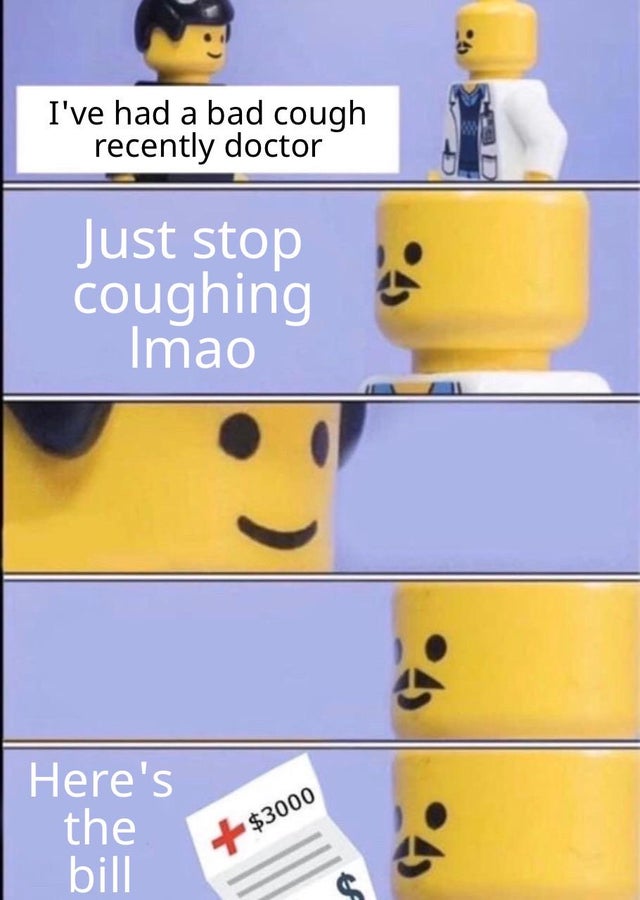 I've had a bad cough
recently doctor
Just stop
coughing
lmao
Here's
the
bill
$3000
$